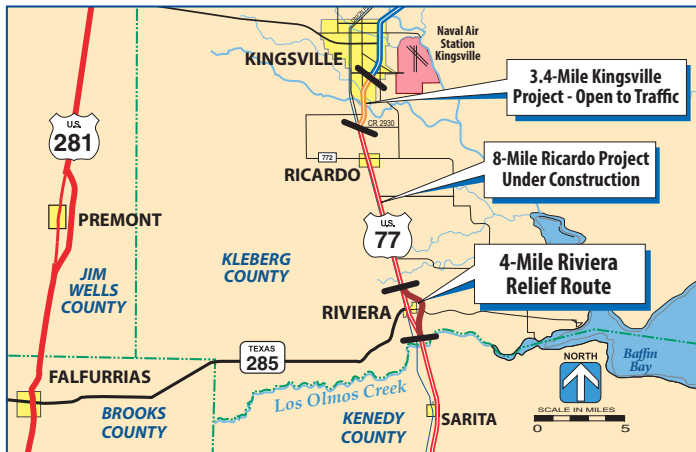 Naval Air
Station
Kingsville
KINGSVILLE
3.4-Mile Kingsville
Project - Open to Traffic
U.S.
281
CR 2930
772
RICARDO
8-Mile Ricardo Project
Under Construction
PREMONT
U.S.
77
KLEBERG
COUNTY
JIM
WELLS
COUNTY
4-Mile Riviera
Relief Route
RIVIERA
TEXAS
285
NORTH
Baffin
Bay
FALFURRIAS
Los Olmos Creek
BROOKS
COUNTY
KENEDY
COUNTY
SARITA
SCALE IN MILES
0 5